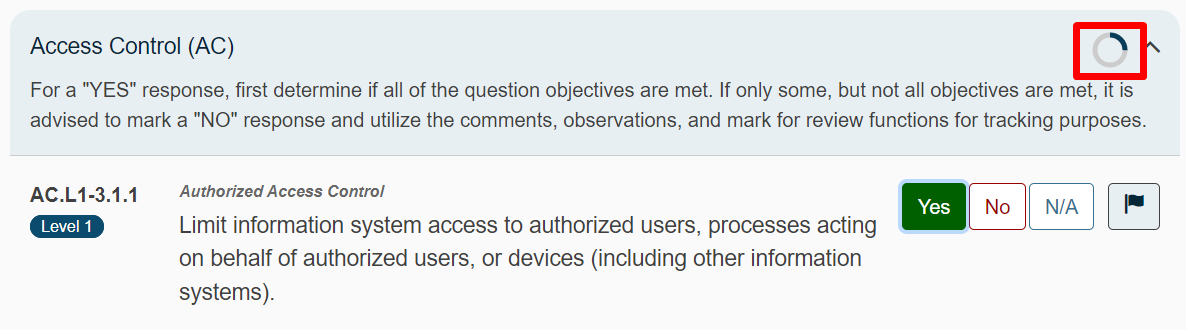 Access Control (AC)
For a "YES" response, first determine if all of the question objectives are met. If only some, but not all objectives are met, it is
advised to mark a "NO" response and utilize the comments, observations, and mark for review functions for tracking purposes.
AC.L1-3.1.1
Level 1
Authorized Access Control
Limit information system access to authorized users, processes acting
on behalf of authorized users, or devices (including other information
systems).
Yes
No
N/A